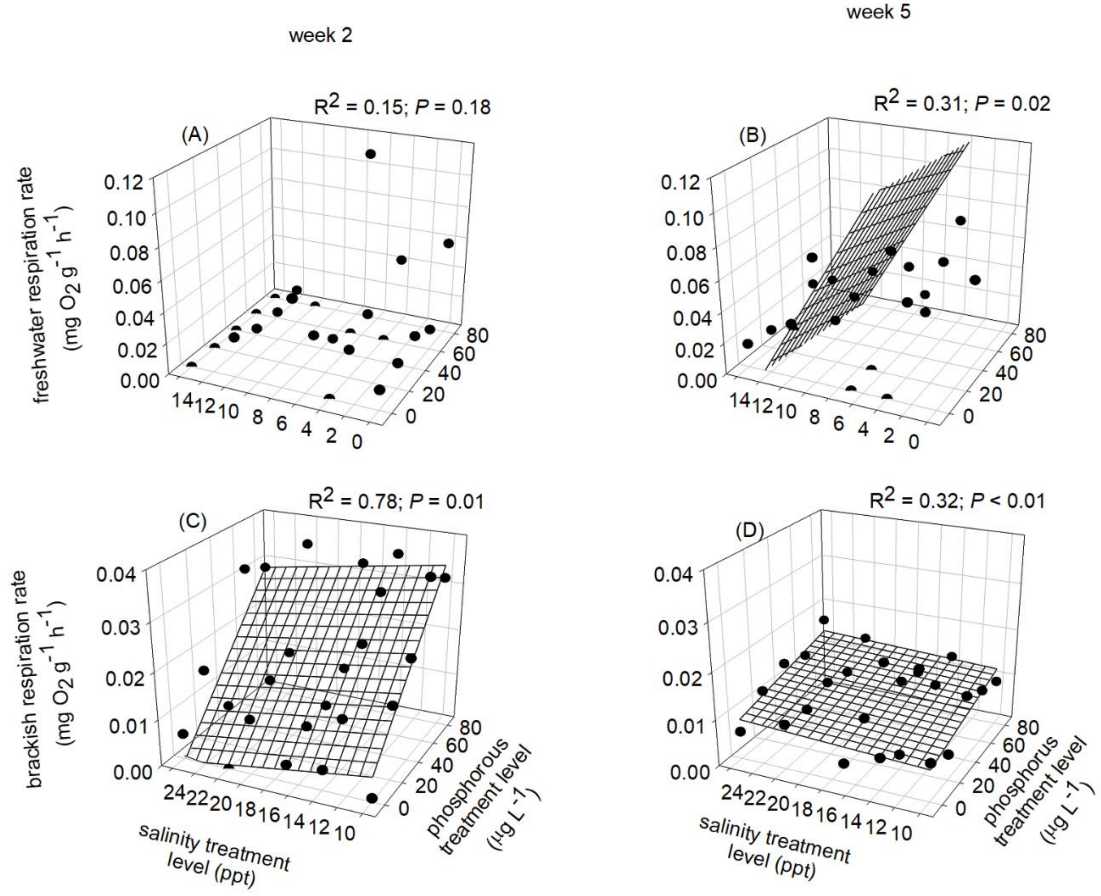 week 2
week 5
R² = 0.15; P = 0.18
R² = 0.31; P = 0.02
(A)
(B)
freshwater respiration rate
(mg O₂ g⁻¹ h⁻¹)
0.12
0.10
0.08
0.06
0.04
0.02
0.00
14 12 10 8 6 4 2 0
0 20 40 60 80
0.12
0.10
0.08
0.06
0.04
0.02
0.00
14 12 10 8 6 4 2 0
0 20 40 60 80
R² = 0.78; P = 0.01
R² = 0.32; P < 0.01
(C)
(D)
brackish respiration rate
(mg O₂ g⁻¹ h⁻¹)
0.04
0.03
0.02
0.01
0.00
24 22 20 18 16 14 12 10
0 20 40 60 80
salinity treatment
level (ppt)
phosphorous
treatment level
(μg L⁻¹)
0.04
0.03
0.02
0.01
0.00
24 22 20 18 16 14 12 10
0 20 40 60 80
salinity treatment
level (ppt)
phosphorous
treatment level
(μg L⁻¹)